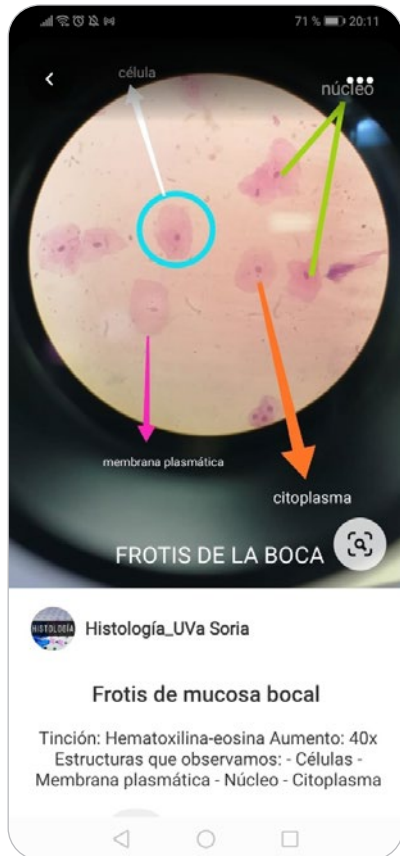 71 % 20:11
célula
núcleo
membrana plasmática
citoplasma
FROTIS DE LA BOCA
HISTOLOGÍA
Histología_UVa Soria
Frotis de mucosa bocal
Tinción: Hematoxilina-eosina Aumento: 40x
Estructuras que observamos: - Células -
Membrana plasmática - Núcleo - Citoplasma